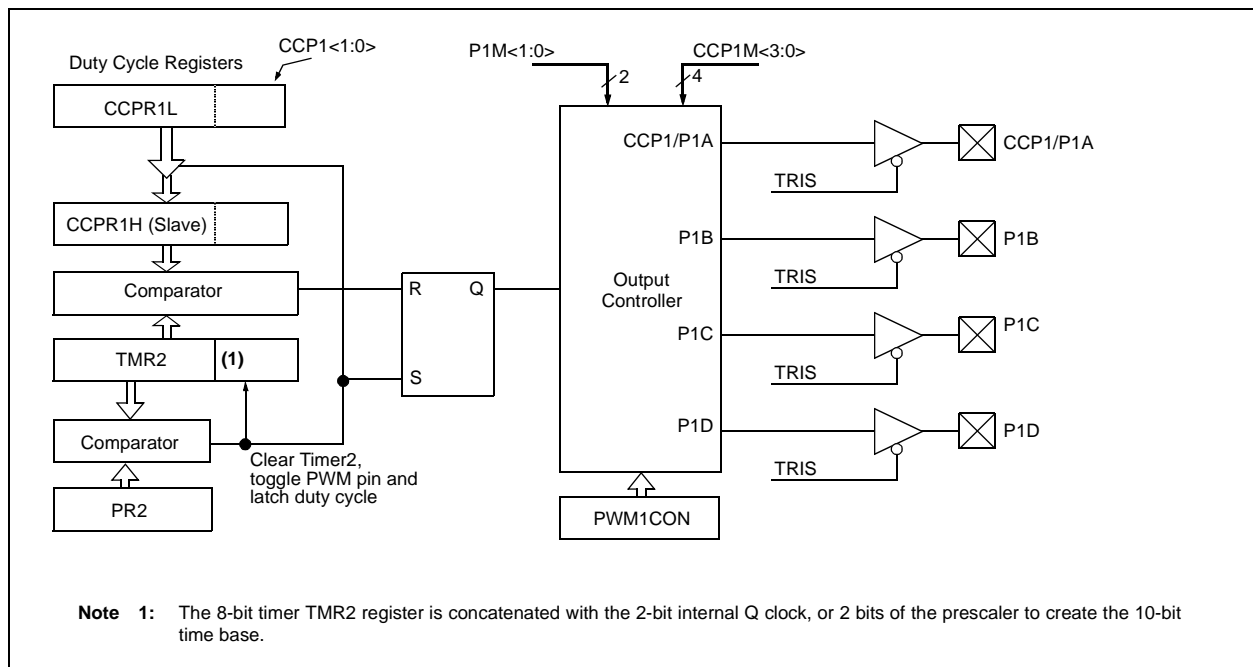 CCP1<1:0>
P1M<1:0>
CCP1M<3:0>
Duty Cycle Registers
2
4
CCPR1L
CCP1/P1A
CCP1/P1A
TRIS
CCPR1H (Slave)
P1B
P1B
TRIS
Comparator
R
Q
Output
Controller
P1C
P1C
TMR2
(1)
TRIS
S
P1D
P1D
Comparator
Clear Timer2,
toggle PWM pin and
latch duty cycle
TRIS
PR2
PWM1CON
Note 1: The 8-bit timer TMR2 register is concatenated with the 2-bit internal Q clock, or 2 bits of the prescaler to create the 10-bit
time base.